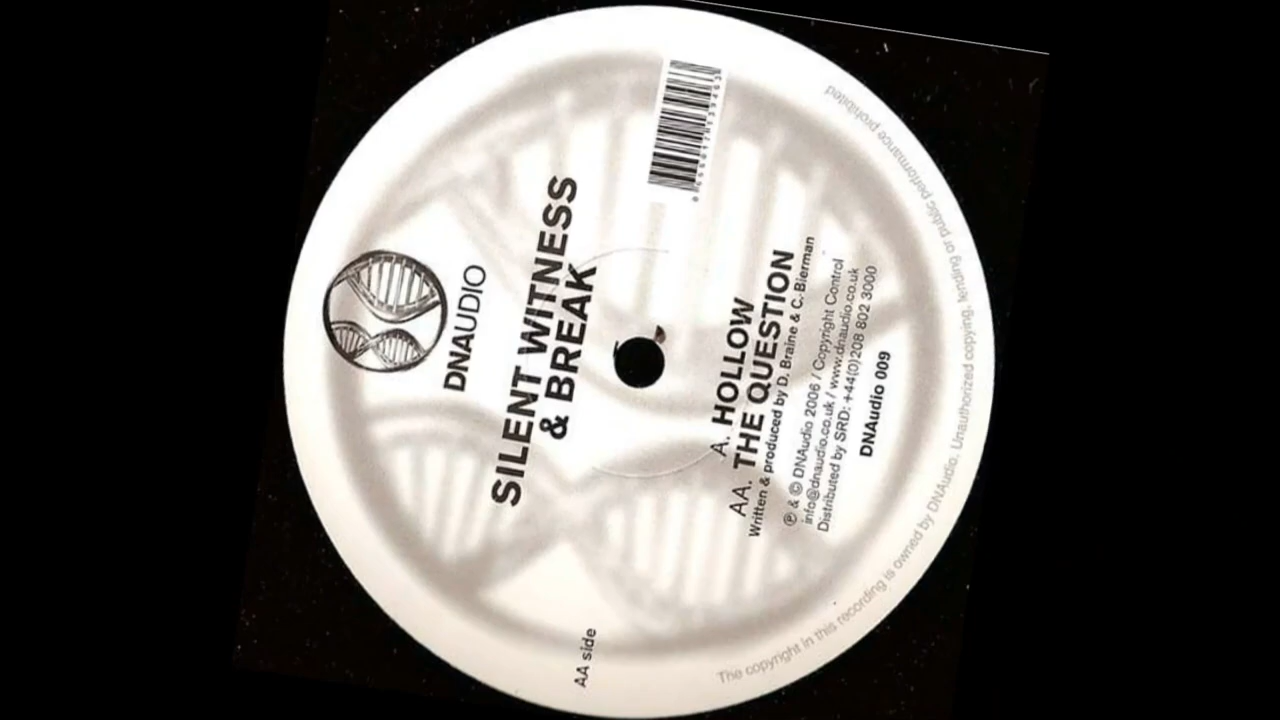 DNAUDIO
SILENT WITNESS
& BREAK
AA side
A. HOLLOW
AA. THE QUESTION
Written & produced by D. Braine & C. Bierman
℗ & © DNAudio 2006 / Copyright Control
info@dnaudio.co.uk / www.dnaudio.co.uk
Distributed by SRD: +44(0)208 802 3000
DNAudio 009
The copyright in this recording is owned by DNAudio. Unauthorized copying, lending or public performance prohibited